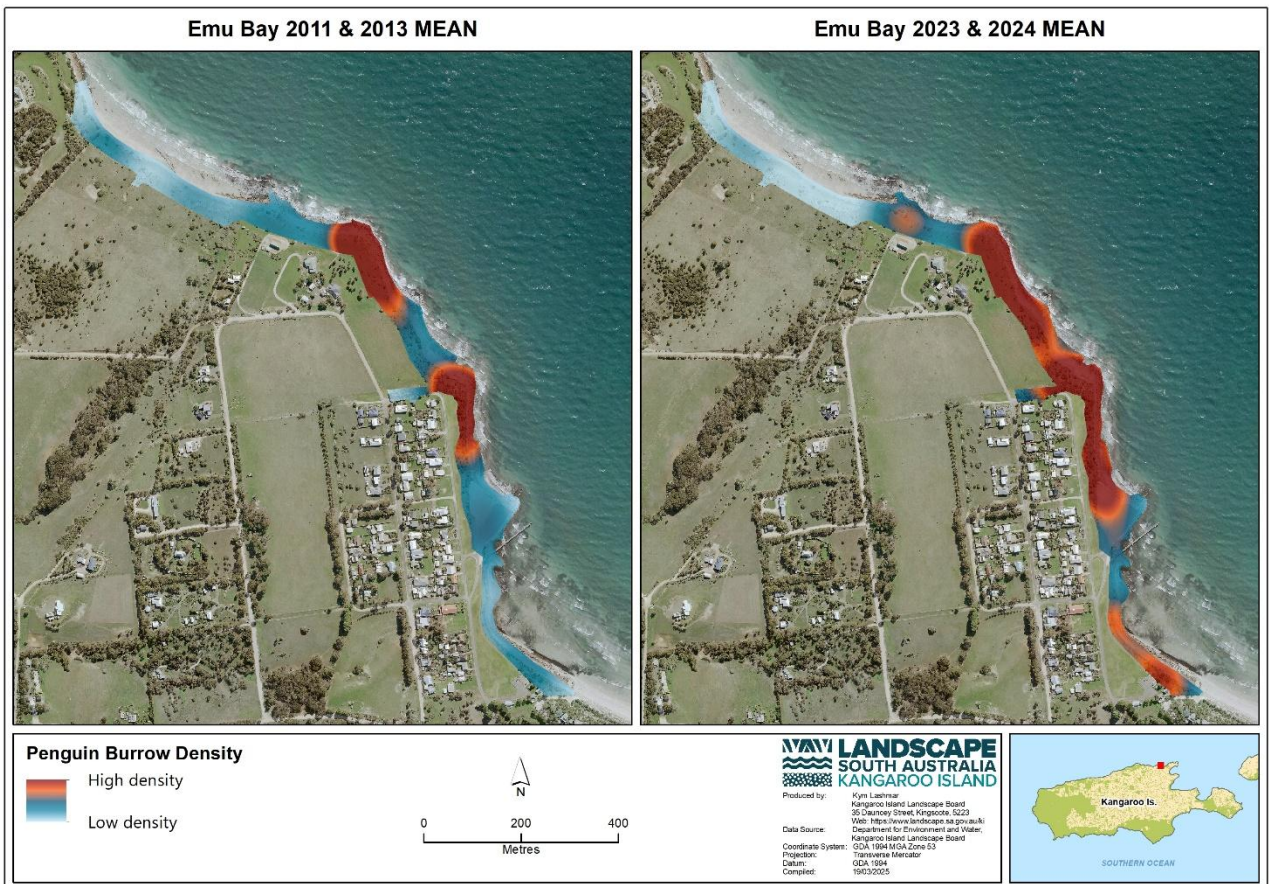 Emu Bay 2011 & 2013 MEAN
Emu Bay 2023 & 2024 MEAN
Penguin Burrow Density
High density
Low density
N
0 200 400
Metres
LANDSCAPE
SOUTH AUSTRALIA
KANGAROO ISLAND
Produced by: Kym Lashmar
Kangaroo Island Landscape Board
35 Dauncey Street, Kingscote, 5223
Web: https://www.landscape.sa.gov.au/ki
Data Source: Department for Environment and Water,
Kangaroo Island Landscape Board
Coordinate System: GDA 1994 MGA Zone 53
Projection: Transverse Mercator
Datum: GDA 1994
Compiled: 19/03/2025
Kangaroo Is.
SOUTHERN OCEAN